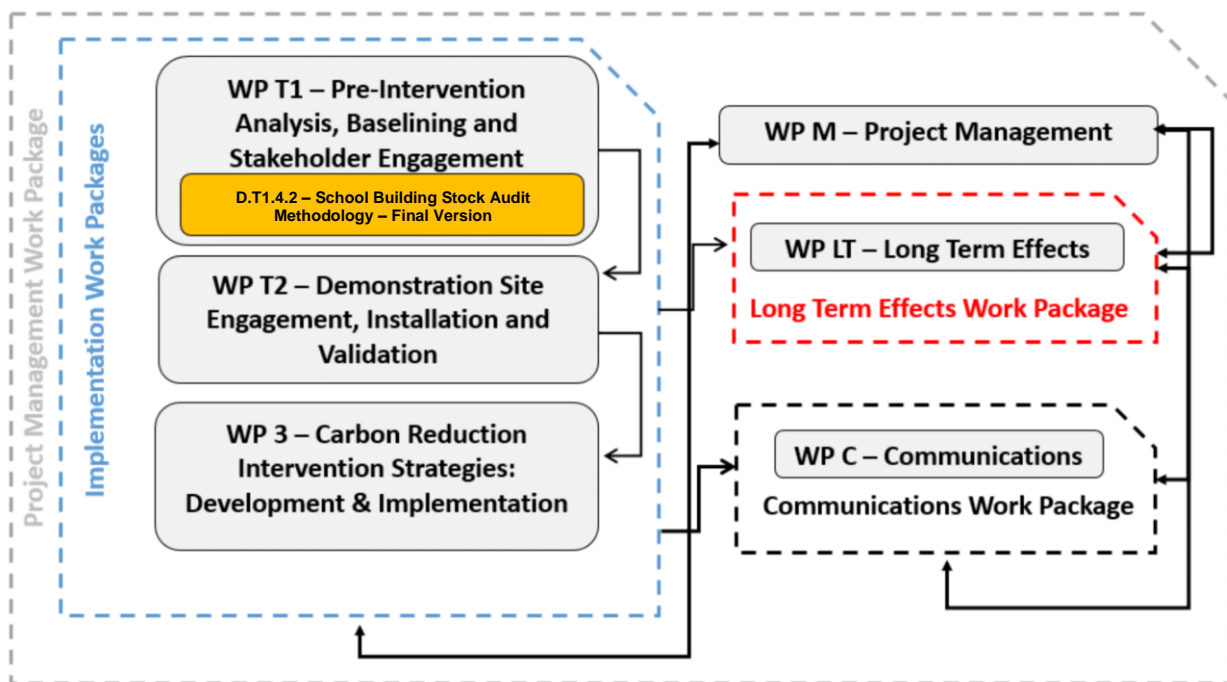 Project Management Work Package
Implementation Work Packages
WP T1 – Pre-Intervention
Analysis, Baselining and
Stakeholder Engagement
D.T1.4.2 – School Building Stock Audit
Methodology – Final Version
WP T2 – Demonstration Site
Engagement, Installation and
Validation
WP 3 – Carbon Reduction
Intervention Strategies:
Development & Implementation
WP M – Project Management
WP LT – Long Term Effects
Long Term Effects Work Package
WP C – Communications
Communications Work Package